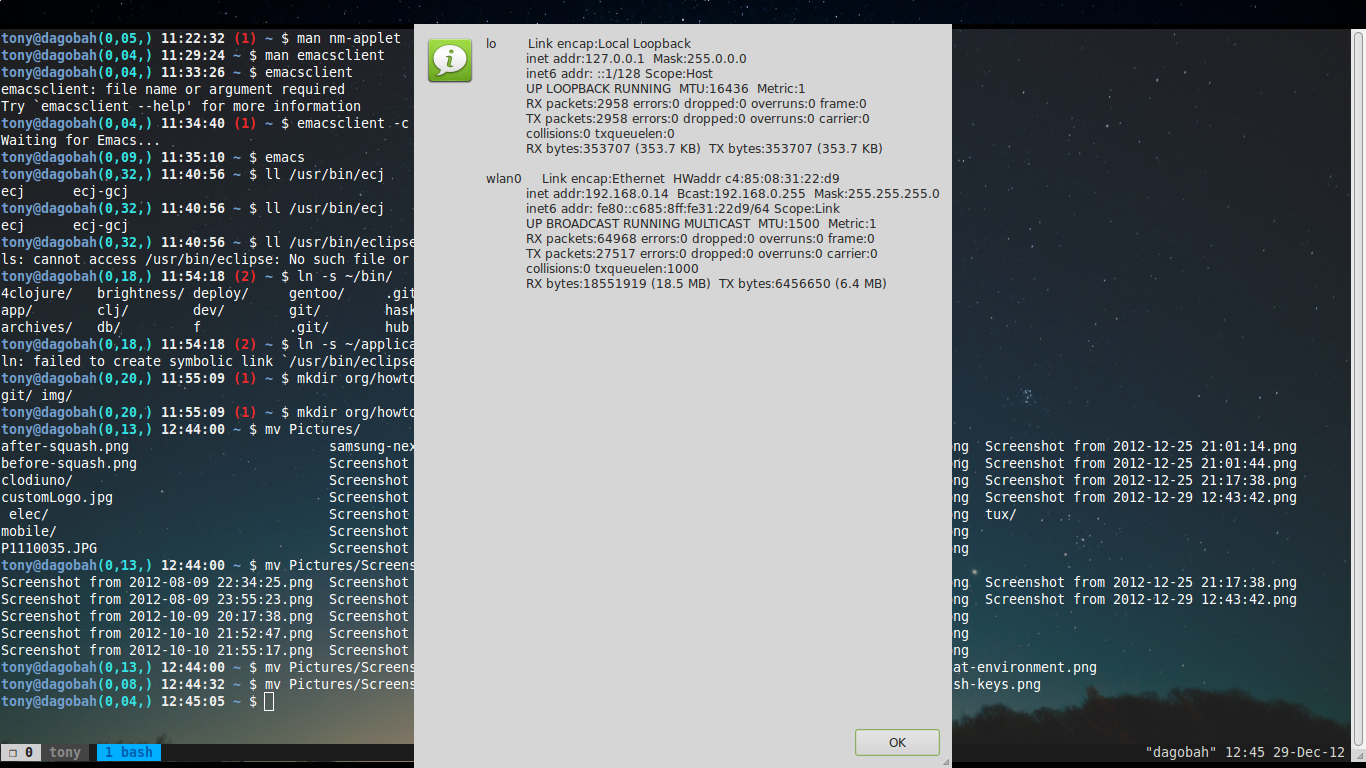 tony@dagobah(0,05,) 11:22:32 (1) ~ $ man nm-applet
tony@dagobah(0,04,) 11:29:24 ~ $ man emacsclient
tony@dagobah(0,04,) 11:33:26 ~ $ emacsclient
emacsclient: file name or argument required
Try `emacsclient --help' for more information
tony@dagobah(0,04,) 11:34:40 (1) ~ $ emacsclient -c
Waiting for Emacs...
tony@dagobah(0,09,) 11:35:10 ~ $ emacs
tony@dagobah(0,32,) 11:40:56 ~ $ ll /usr/bin/ecj
ecj      ecj-gcj
tony@dagobah(0,32,) 11:40:56 ~ $ ll /usr/bin/ecj
ecj      ecj-gcj
tony@dagobah(0,32,) 11:40:56 ~ $ ll /usr/bin/eclipse
ls: cannot access /usr/bin/eclipse: No such file or
tony@dagobah(0,18,) 11:54:18 (2) ~ $ ln -s ~/bin/
4clojure/   brightness/ deploy/     gentoo/     .git
app/        clj/        dev/        git/        hask
archives/   db/         f           .git/       hub
tony@dagobah(0,18,) 11:54:18 (2) ~ $ ln -s ~/applica
ln: failed to create symbolic link `/usr/bin/eclipse
tony@dagobah(0,20,) 11:55:09 (1) ~ $ mkdir org/howto
git/ img/
tony@dagobah(0,20,) 11:55:09 (1) ~ $ mkdir org/howto
tony@dagobah(0,13,) 12:44:00 ~ $ mv Pictures/
after-squash.png                         samsung-nex                    ng  Screenshot from 2012-12-25 21:01:14.png
before-squash.png                        Screenshot                     ng  Screenshot from 2012-12-25 21:01:44.png
clodiuno/                                Screenshot                     ng  Screenshot from 2012-12-25 21:17:38.png
customLogo.jpg                           Screenshot                     ng  Screenshot from 2012-12-29 12:43:42.png
elec/                                    Screenshot                     ng  tux/
mobile/                                  Screenshot                     ng
P1110035.JPG                             Screenshot                     ng
tony@dagobah(0,13,) 12:44:00 ~ $ mv Pictures/Screens
Screenshot from 2012-08-09 22:34:25.png  Screenshot                     ng  Screenshot from 2012-12-25 21:17:38.png
Screenshot from 2012-08-09 23:55:23.png  Screenshot                     ng  Screenshot from 2012-12-29 12:43:42.png
Screenshot from 2012-10-09 20:17:38.png  Screenshot                     ng
Screenshot from 2012-10-10 21:52:47.png  Screenshot                     ng
Screenshot from 2012-10-10 21:55:17.png  Screenshot                     ng
tony@dagobah(0,13,) 12:44:00 ~ $ mv Pictures/Screens                    at-environment.png
tony@dagobah(0,08,) 12:44:32 ~ $ mv Pictures/Screens                    sh-keys.png
tony@dagobah(0,04,) 12:45:05 ~ $
lo        Link encap:Local Loopback
inet addr:127.0.0.1  Mask:255.0.0.0
inet6 addr: ::1/128 Scope:Host
UP LOOPBACK RUNNING  MTU:16436  Metric:1
RX packets:2958 errors:0 dropped:0 overruns:0 frame:0
TX packets:2958 errors:0 dropped:0 overruns:0 carrier:0
collisions:0 txqueuelen:0
RX bytes:353707 (353.7 KB)  TX bytes:353707 (353.7 KB)
wlan0     Link encap:Ethernet  HWaddr c4:85:08:31:22:d9
inet addr:192.168.0.14  Bcast:192.168.0.255  Mask:255.255.255.0
inet6 addr: fe80::c685:8ff:fe31:22d9/64 Scope:Link
UP BROADCAST RUNNING MULTICAST  MTU:1500  Metric:1
RX packets:64968 errors:0 dropped:0 overruns:0 frame:0
TX packets:27517 errors:0 dropped:0 overruns:0 carrier:0
collisions:0 txqueuelen:1000
RX bytes:18551919 (18.5 MB)  TX bytes:6456650 (6.4 MB)
OK
❐ 0  tony  1 bash  "dagobah" 12:45 29-Dec-12